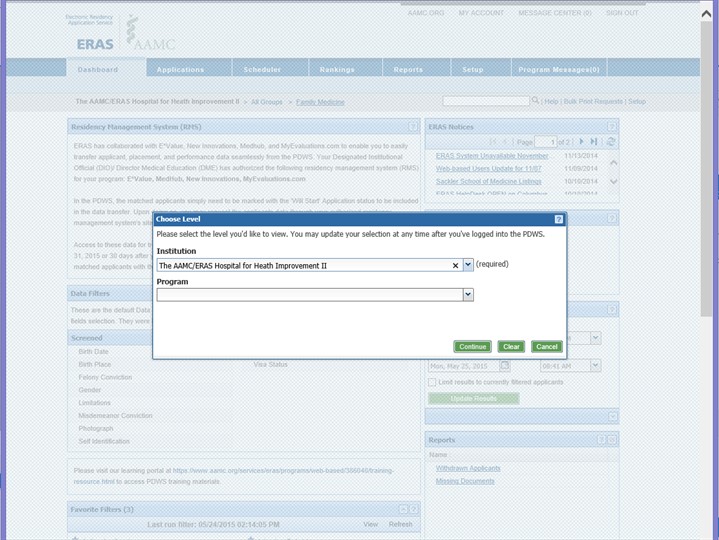 AAMC.ORG MY ACCOUNT MESSAGE CENTER (0) SIGN OUT
Electronic Residency
Application Service
ERAS AAMC
Dashboard Applications Scheduler Rankings Reports Setup Program Messages(0)
The AAMC/ERAS Hospital for Heath Improvement II > All Groups > Family Medicine
| Help | Bulk Print Requests | Setup
Residency Management System (RMS) ?
ERAS has collaborated with E*Value, New Innovations, Medhub, and MyEvaluations.com to enable you to easily
transfer applicant, placement, and performance data seamlessly from the PDWS. Your Designated Institutional
Official (DIO)/ Director Medical Education (DME) has authorized the following residency management system (RMS)
for your program: E*Value, MedHub, New Innovations, MyEvaluations.com
In the PDWS, the matched applicants simply need to be marked with the 'Will Start' Application status to be included
in the data transfer. Upon
management system's sit
Access to these data for th
31, 2015 or 30 days after p
matched applicants with th
ERAS Notices ?
Page 1 of 2
ERAS System Unavailable November... 11/13/2014
Web-based Users Update for 11/07 11/09/2014
Sackler School of Medicine Listings 10/16/2014
ERAS HelpDesk OPEN on Columbus 
Choose Level ?
Please select the level you'd like to view. You may update your selection at any time after you've logged into the PDWS.
Institution
The AAMC/ERAS Hospital for Heath Improvement II (required)
Program
Continue Clear Cancel
Data Filters
These are the default Data
fields selection. They were
Screened
Birth Date
Birth Place Visa Status
Felony Conviction
Gender
Limitations
Misdemeanor Conviction
Photograph
Self Identification
Mon, May 25, 2015 08:41 AM
Limit results to currently filtered applicants
Update Results
Reports ?
Name
Withdrawn Applicants
Missing Documents
Please visit our learning portal at https://www.aamc.org/services/eras/programs/web-based/386040/training-
resource.html to access PDWS training materials
Favorite Filters (3) ?
Last run filter: 05/24/2015 02:14:05 PM View Refresh